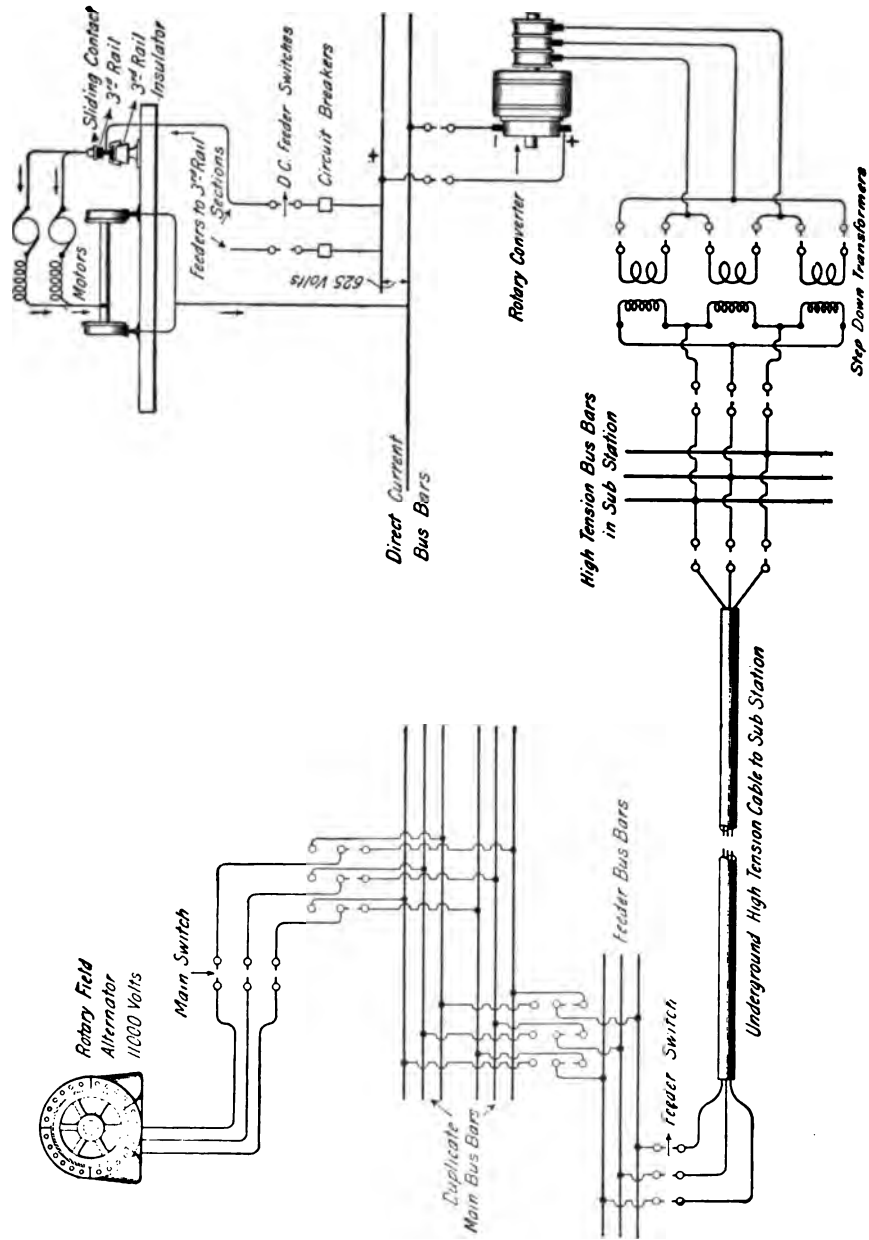 Rotary Field
Alternator
11000 Volts
Main Switch
Duplicate
Main Bus Bars
Feeder Bus Bars
Feeder Switch
Underground High Tension Cable to Sub Station
High Tension Bus Bars
in Sub Station
Step Down Transformers
Rotary Converter
-
+
Direct Current
Bus Bars
+
625 Volts
Circuit Breakers
D.C. Feeder Switches
Feeders to 3rd Rail
Sections
Motors
Sliding Contact
3rd Rail
3rd Rail
Insulator